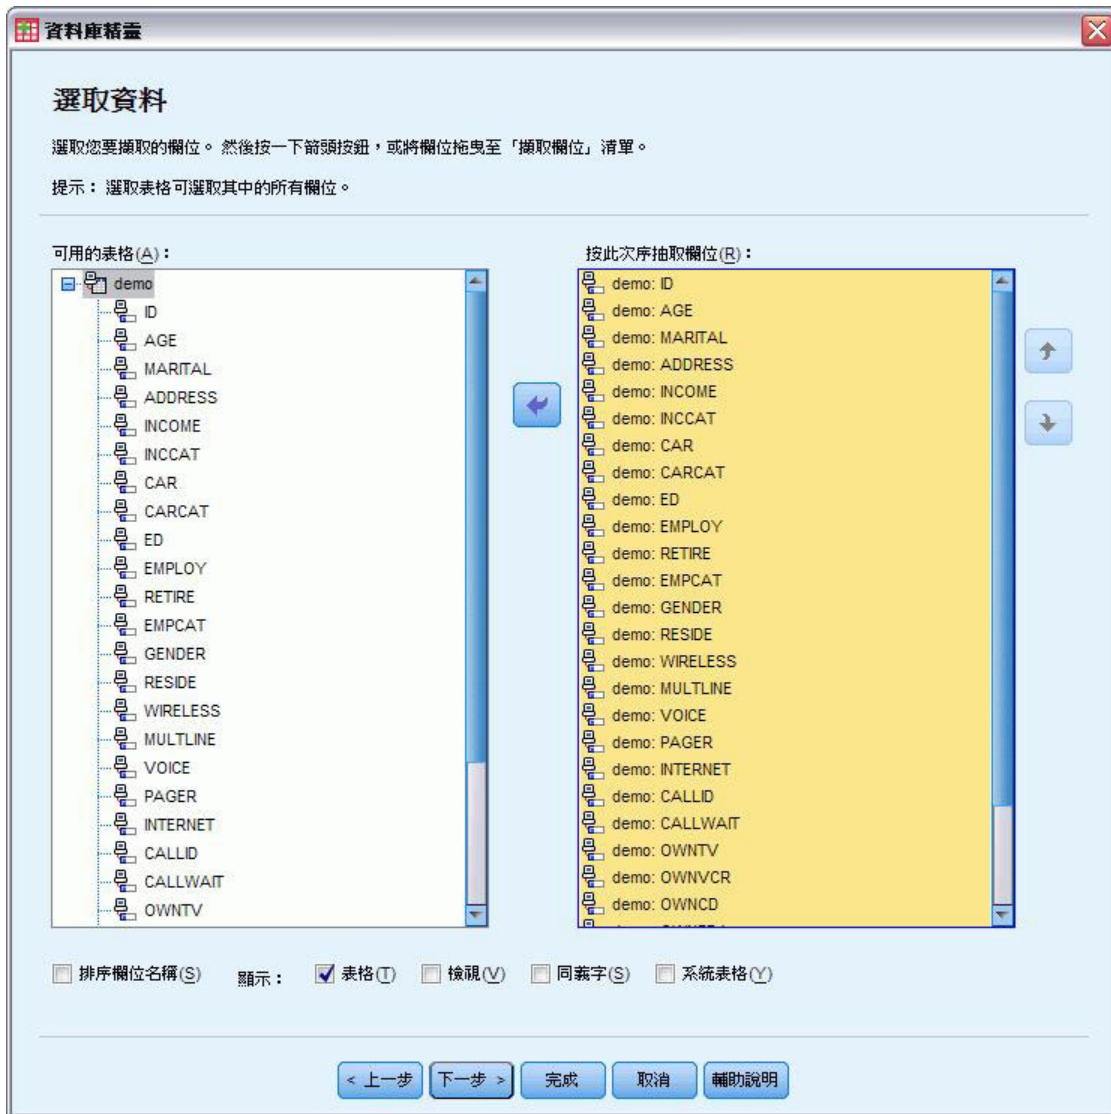 資料庫精靈
選取資料
選取您要擷取的欄位。 然後按一下箭頭按鈕，或將欄位拖曳至「擷取欄位」清單。
提示： 選取表格可選取其中的所有欄位。
可用的表格(A)：
demo
ID
AGE
MARITAL
ADDRESS
INCOME
INCCAT
CAR
CARCAT
ED
EMPLOY
RETIRE
EMPCAT
GENDER
RESIDE
WIRELESS
MULTLINE
VOICE
PAGER
INTERNET
CALLID
CALLWAIT
OWNTV
按此次序抽取欄位(R)：
demo: ID
demo: AGE
demo: MARITAL
demo: ADDRESS
demo: INCOME
demo: INCCAT
demo: CAR
demo: CARCAT
demo: ED
demo: EMPLOY
demo: RETIRE
demo: EMPCAT
demo: GENDER
demo: RESIDE
demo: WIRELESS
demo: MULTLINE
demo: VOICE
demo: PAGER
demo: INTERNET
demo: CALLID
demo: CALLWAIT
demo: OWNTV
demo: OWNVCR
demo: OWNCD
排序欄位名稱(S) 顯示： 表格(T) 檢視(V) 同義字(S) 系統表格(Y)
< 上一步 下一步 > 完成 取消 輔助說明